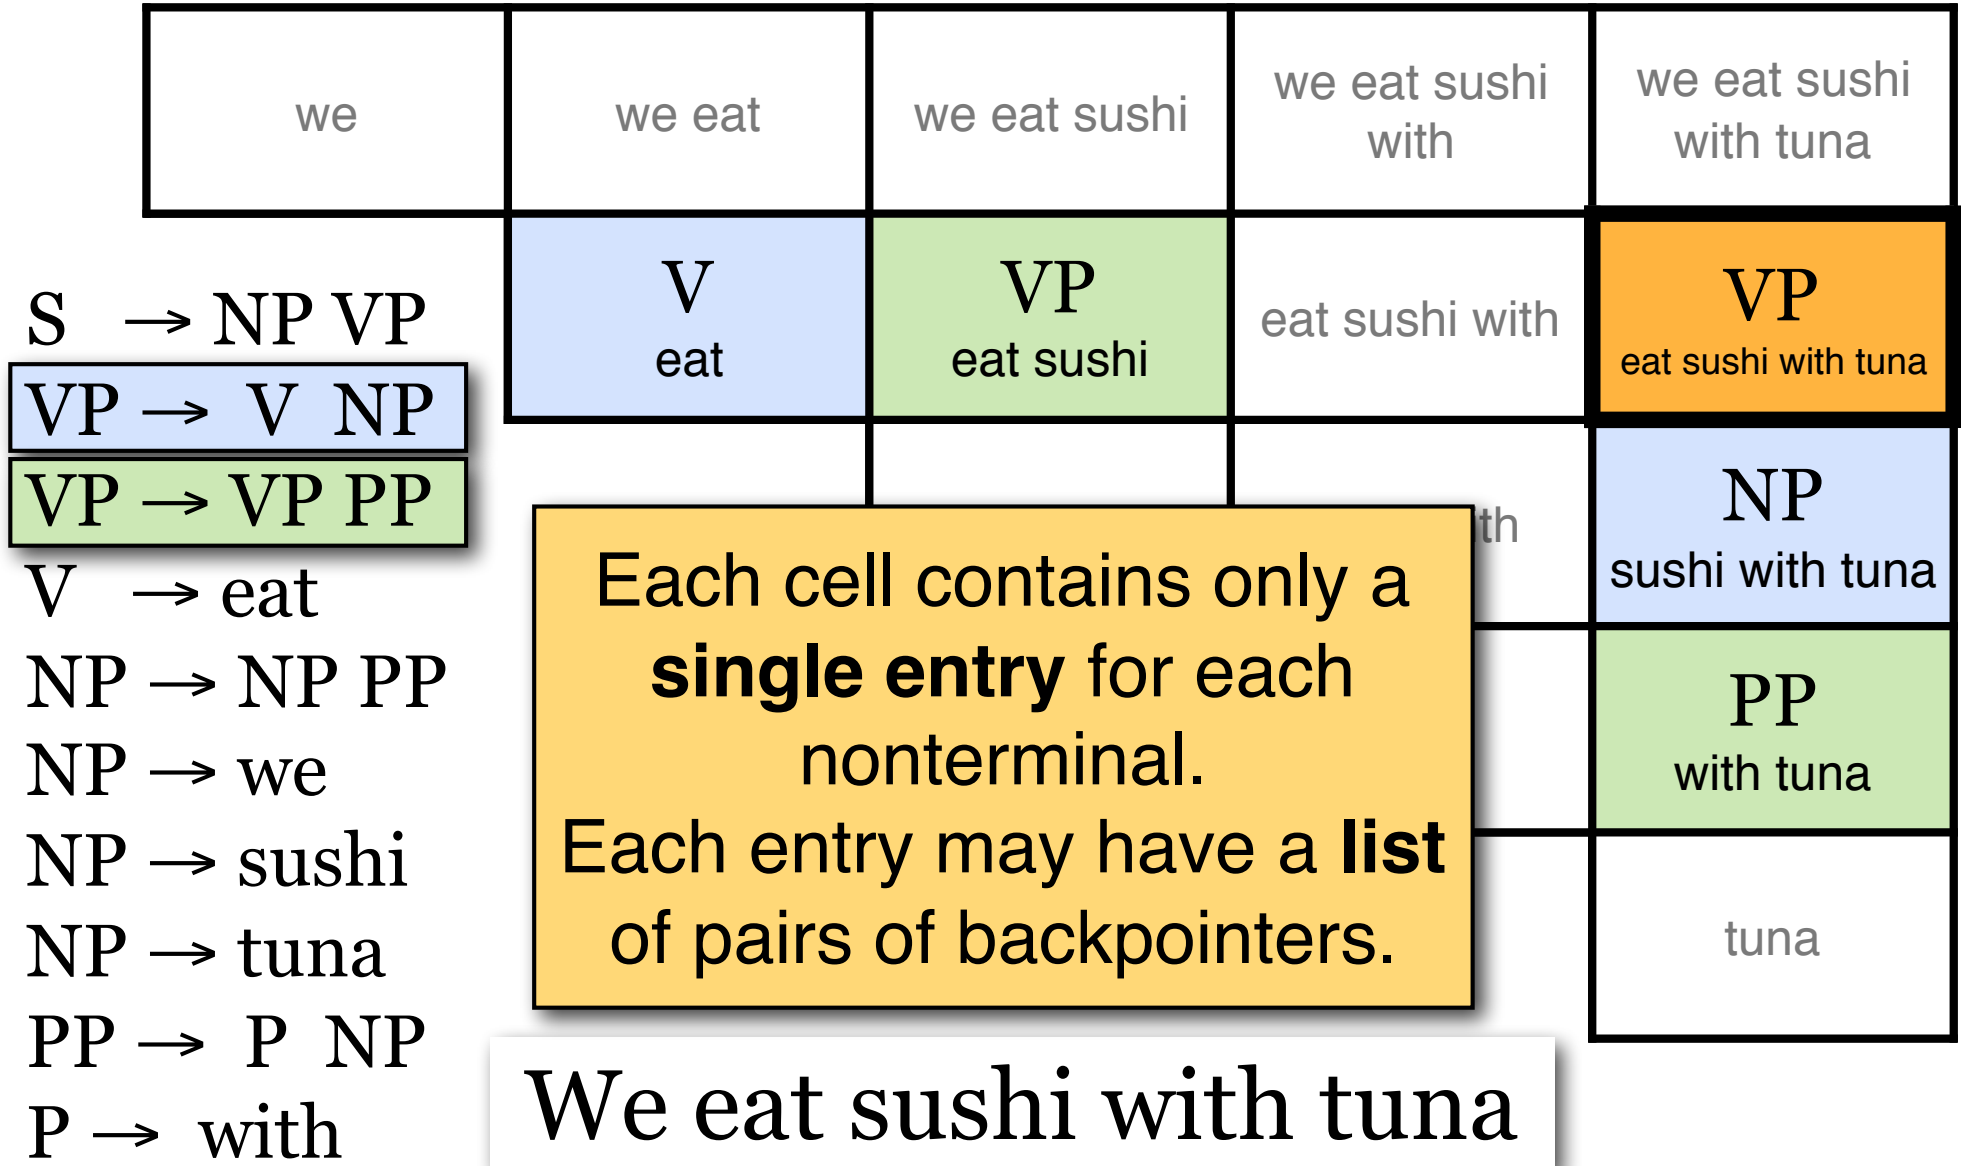 we
we eat
we eat sushi
we eat sushi
with
we eat sushi
with tuna
V
eat
VP
eat sushi
eat sushi with
VP
eat sushi with tuna
NP
sushi with tuna
PP
with tuna
tuna
S → NP VP
VP → V NP
VP → VP PP
V → eat
NP → NP PP
NP → we
NP → sushi
NP → tuna
PP → P NP
P → with
Each cell contains only a
single entry for each
nonterminal.
Each entry may have a list
of pairs of backpointers.
We eat sushi with tuna